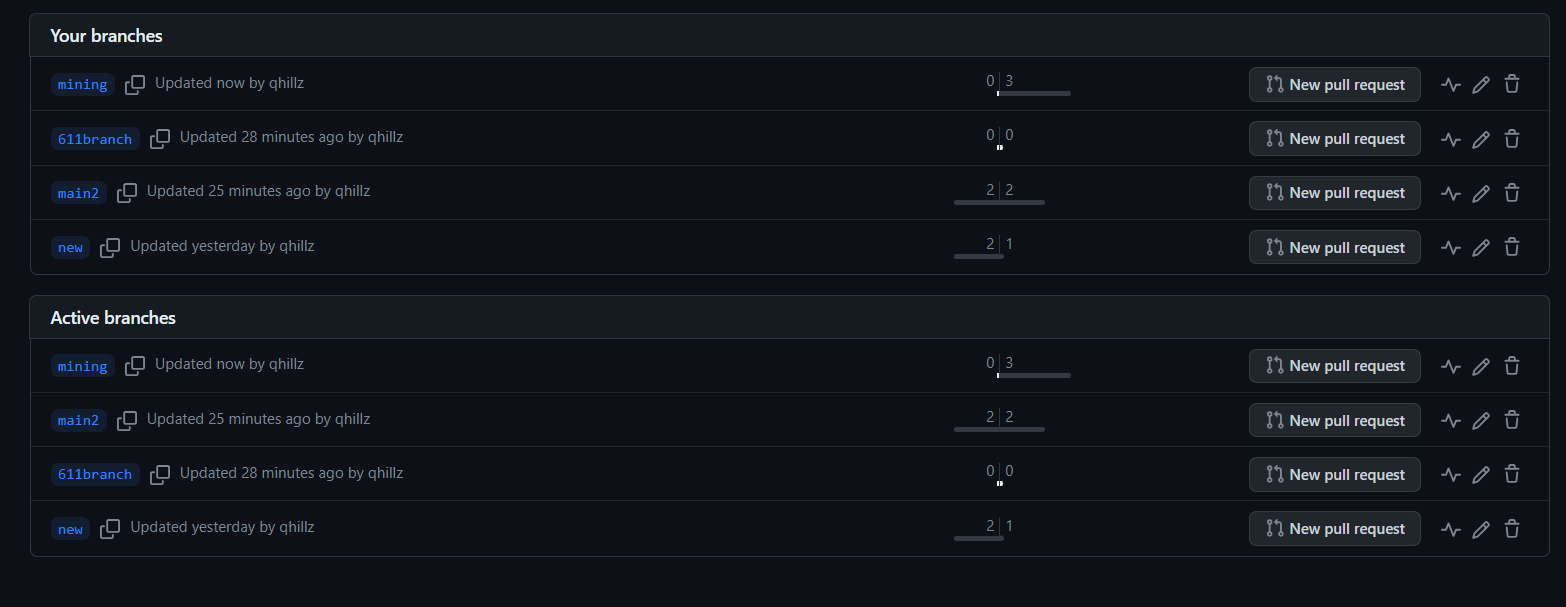 Your branches
mining Updated now by qhillz 0 3 New pull request
611branch Updated 28 minutes ago by qhillz 0 0 New pull request
main2 Updated 25 minutes ago by qhillz 2 2 New pull request
new Updated yesterday by qhillz 2 1 New pull request
Active branches
mining Updated now by qhillz 0 3 New pull request
main2 Updated 25 minutes ago by qhillz 2 2 New pull request
611branch Updated 28 minutes ago by qhillz 0 0 New pull request
new Updated yesterday by qhillz 2 1 New pull request